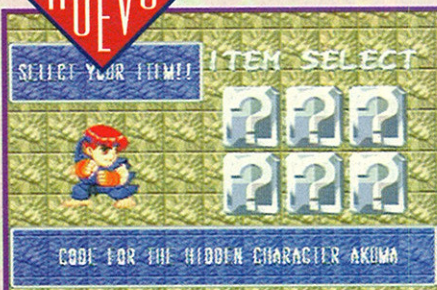 SELECT YOUR ITEM!!
ITEM SELECT
? ? ?
? ? ?
CODE FOR THE HIDDEN CHARACTER AKUMA